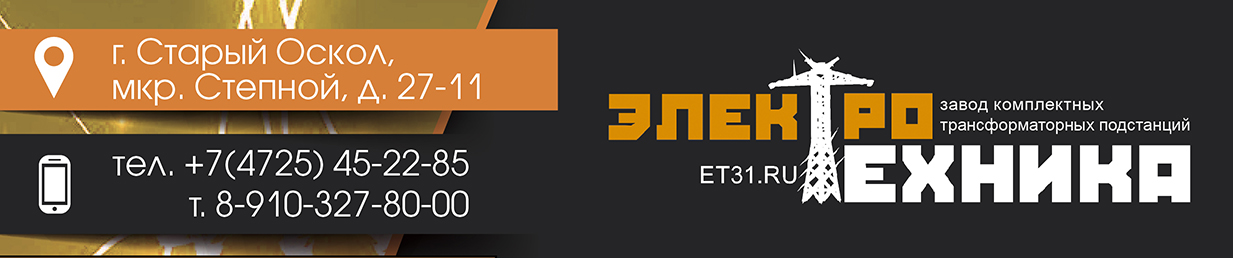 г. Старый Оскол,
мкр. Степной, д. 27-11
тел. +7(4725) 45-22-85
т. 8-910-327-80-00
ЭЛЕКТРО
завод комплектных
трансформаторных подстанций
ET31.RU
ТЕХНИКА